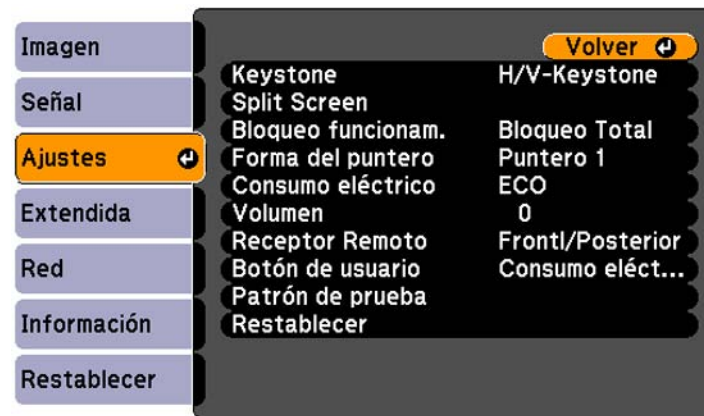 Imagen
Señal
Ajustes
Extendida
Red
Información
Restablecer
Volver
Keystone H/V-Keystone
Split Screen
Bloqueo funcionam. Bloqueo Total
Forma del puntero Puntero 1
Consumo eléctrico ECO
Volumen 0
Receptor Remoto Frontl/Posterior
Botón de usuario Consumo eléct...
Patrón de prueba
Restablecer